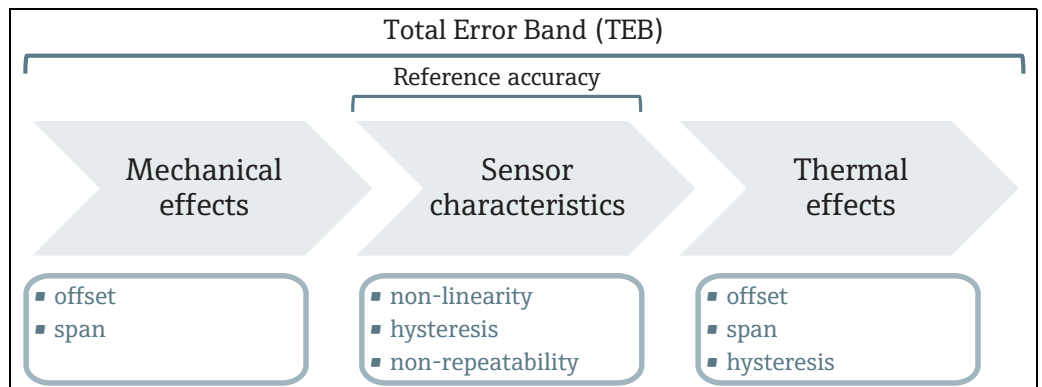 Total Error Band (TEB)
Reference accuracy
Mechanical
effects
Sensor
characteristics
Thermal
effects
▪ offset
▪ span
▪ non-linearity
▪ hysteresis
▪ non-repeatability
▪ offset
▪ span
▪ hysteresis